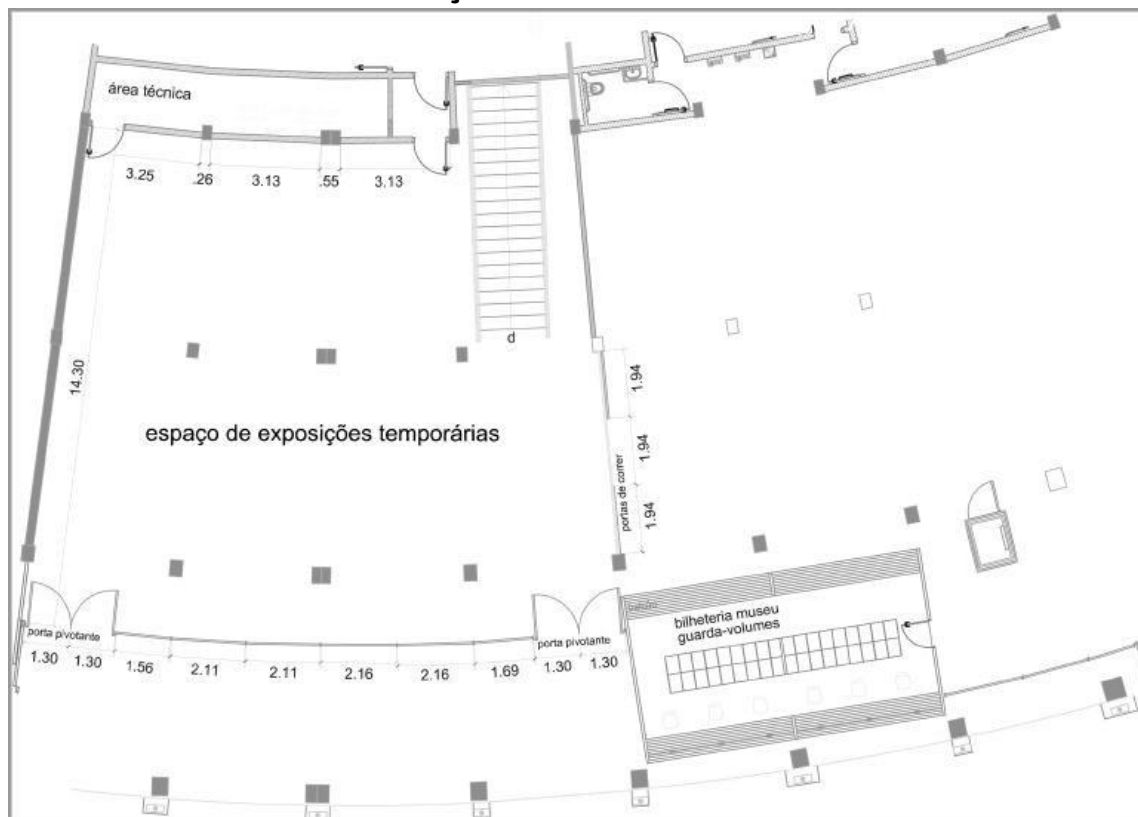 área técnica
3.25
.26
3.13
.55
3.13
d
14.30
1.94
1.94
1.94
portas de correr
espaço de exposições temporárias
porta pivotante
porta pivotante
bilheteria museu
guarda-volumes
1.30
1.30
1.56
2.11
2.11
2.16
2.16
1.69
1.30
1.30